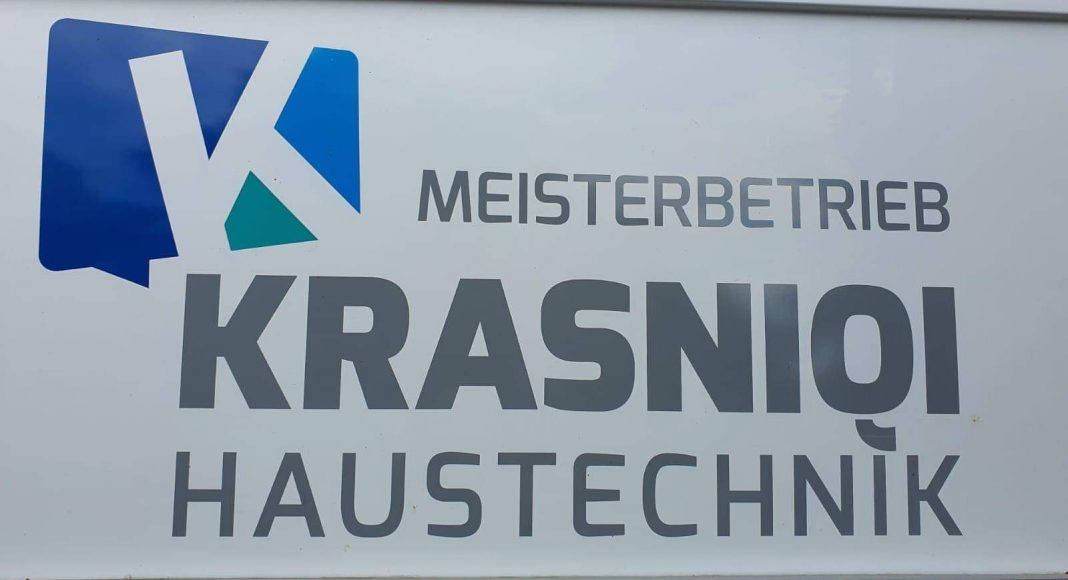 K
MEISTERBETRIEB
KRASNIQI
HAUSTECHNIK